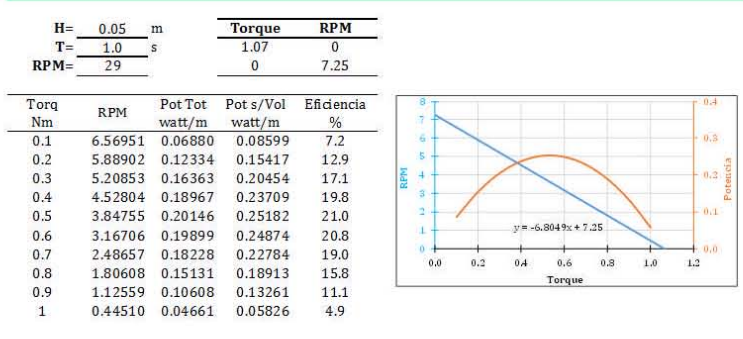 H= 0.05 m Torque RPM
T= 1.0 s 1.07 0
RPM= 29 0 7.25
Torq RPM Pot Tot Pot s/Vol Eficiencia
Nm watt/m watt/m %
0.1 6.56951 0.06880 0.08599 7.2
0.2 5.88902 0.12334 0.15417 12.9
0.3 5.20853 0.16363 0.20454 17.1
0.4 4.52804 0.18967 0.23709 19.8
0.5 3.84755 0.20146 0.25182 21.0
0.6 3.16706 0.19899 0.24874 20.8
0.7 2.48657 0.18228 0.22784 19.0
0.8 1.80608 0.15131 0.18913 15.8
0.9 1.12559 0.10608 0.13261 11.1
1 0.44510 0.04661 0.05826 4.9
8
7
6
5
4
3
2
1
0
RPM
y = -6.8049x + 7.25
0.4
0.3
0.2
0.1
0.0
Potencia
0.0 0.2 0.4 0.6 0.8 1.0 1.2
Torque